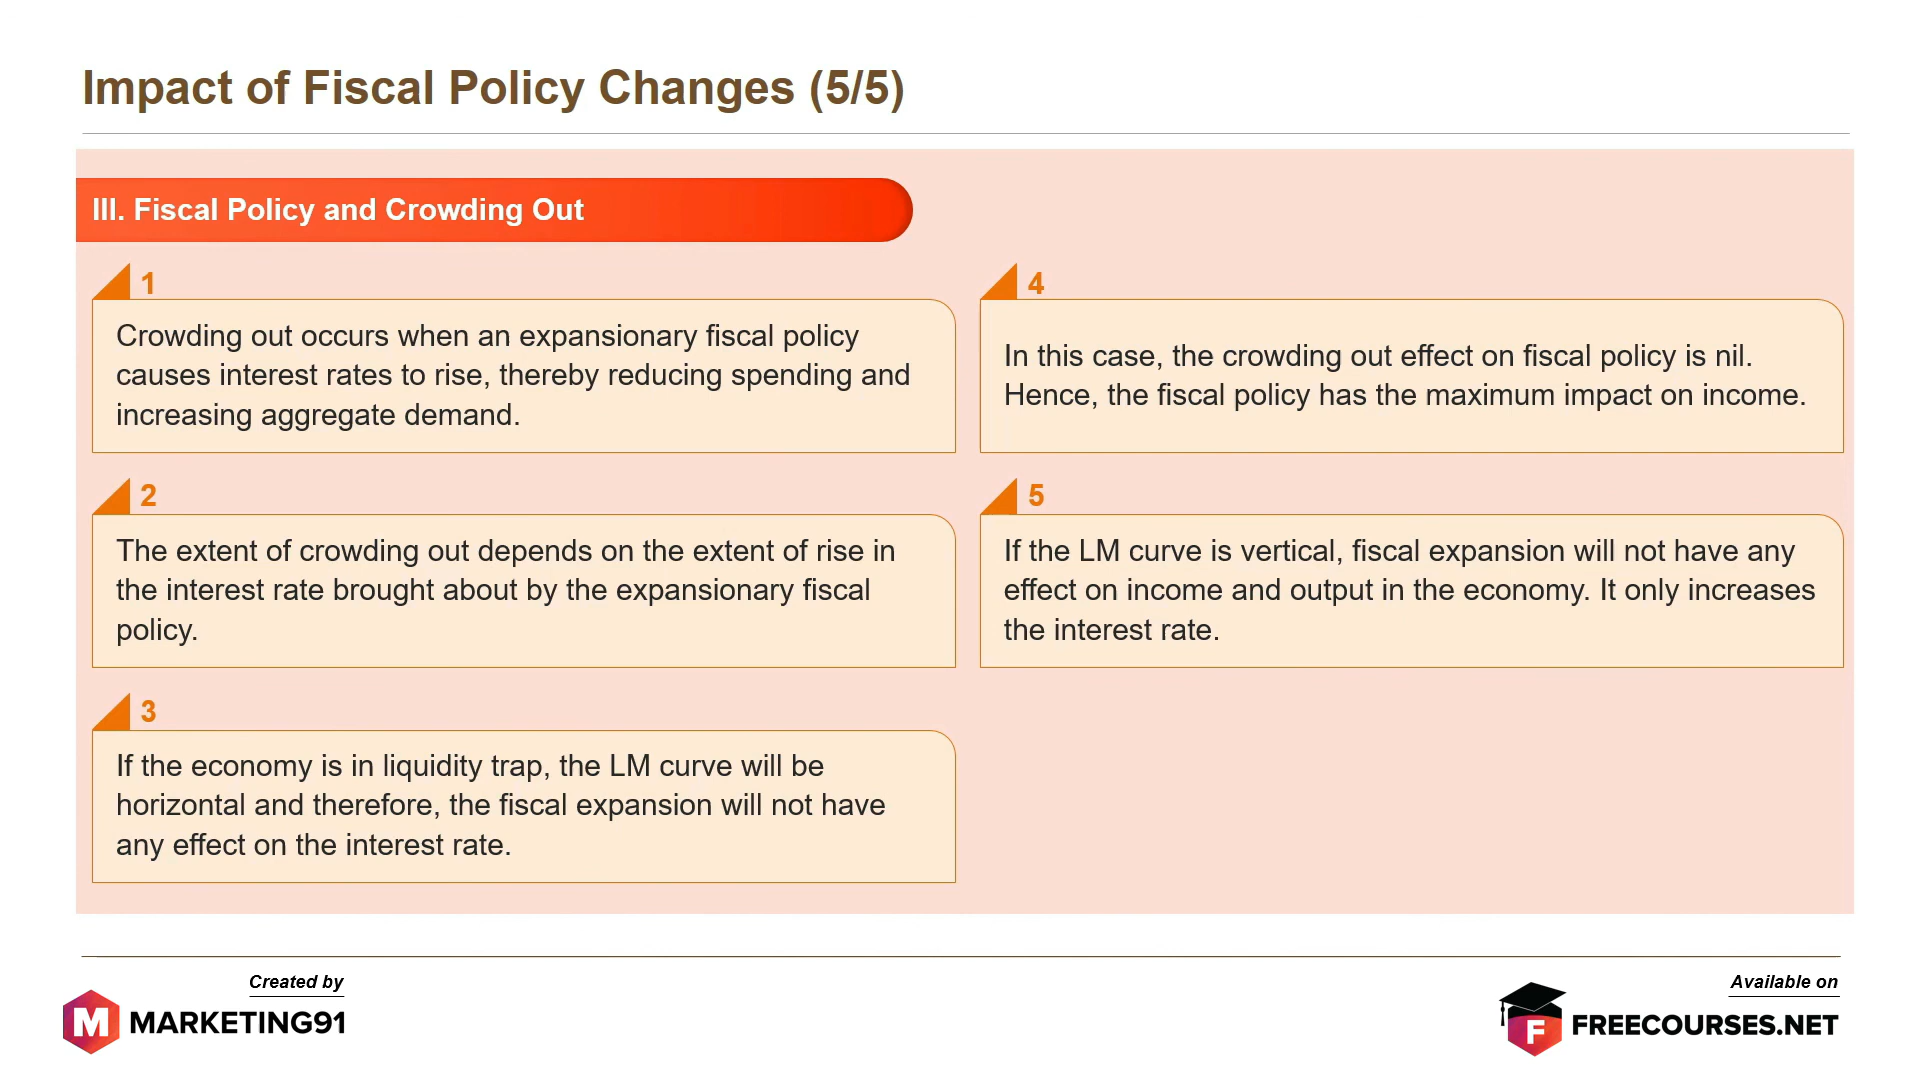 Impact of Fiscal Policy Changes (5/5)
III. Fiscal Policy and Crowding Out
1
Crowding out occurs when an expansionary fiscal policy
causes interest rates to rise, thereby reducing spending and
increasing aggregate demand.
2
The extent of crowding out depends on the extent of rise in
the interest rate brought about by the expansionary fiscal
policy.
3
If the economy is in liquidity trap, the LM curve will be
horizontal and therefore, the fiscal expansion will not have
any effect on the interest rate.
4
In this case, the crowding out effect on fiscal policy is nil.
Hence, the fiscal policy has the maximum impact on income.
5
If the LM curve is vertical, fiscal expansion will not have any
effect on income and output in the economy. It only increases
the interest rate.
Created by
M MARKETING91
Available on
F FREECOURSES.NET